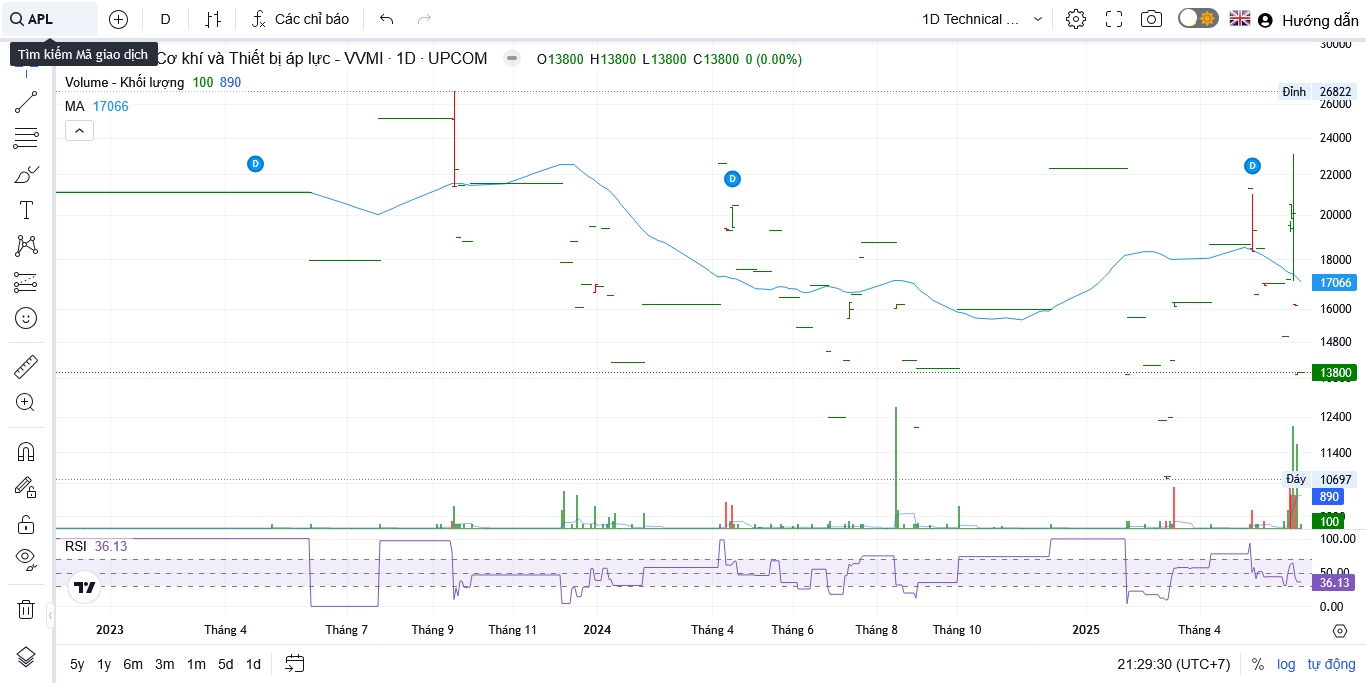 APL
D
Các chỉ báo
1D Technical ...
Hướng dẫn
Tìm kiếm Mã giao dịch
Cơ khí và Thiết bị áp lực - VVMI · 1D · UPCOM
O13800 H13800 L13800 C13800 0 (0.00%)
Volume - Khối lượng 100 890
MA 17066
30000
Đỉnh 26822
26000
24000
22000
20000
18000
17066
16000
14800
13800
12400
11400
Đáy 10697
890
100
D
D
D
RSI 36.13
100.00
50.00
36.13
0.00
2023 Tháng 4 Tháng 7 Tháng 9 Tháng 11 2024 Tháng 4 Tháng 6 Tháng 8 Tháng 10 2025 Tháng 4
5y 1y 6m 3m 1m 5d 1d
21:29:30 (UTC+7) % log tự động